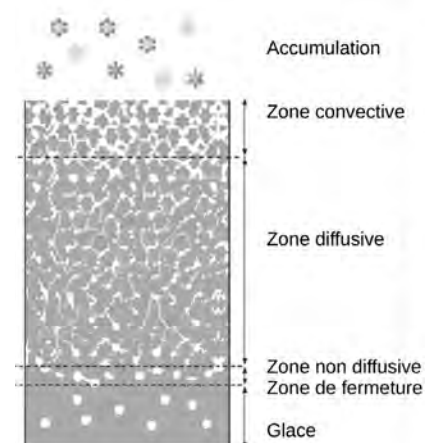 Accumulation
Zone convective
Zone diffusive
Zone non diffusive
Zone de fermeture
Glace